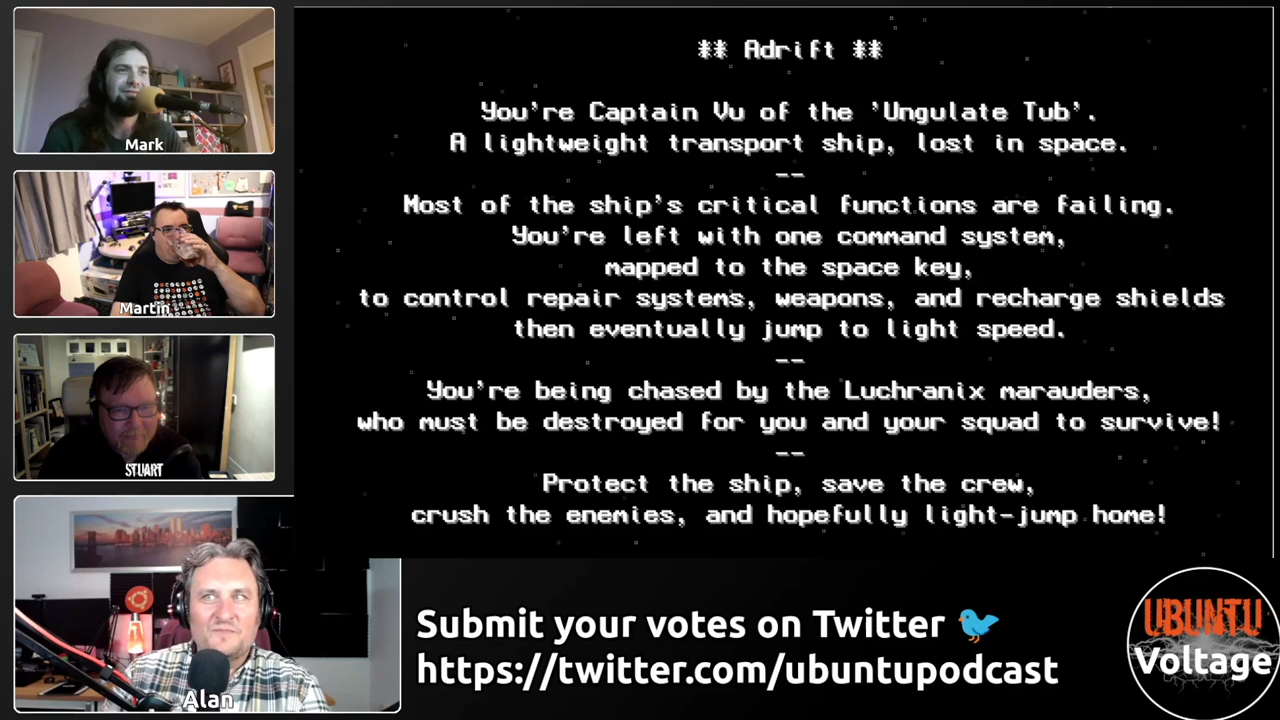 ** Adrift **
You're Captain Vu of the 'Ungulate Tub'.
A lightweight transport ship, lost in space.
--
Most of the ship's critical functions are failing.
You're left with one command system,
mapped to the space key,
to control repair systems, weapons, and recharge shields
then eventually jump to light speed.
--
You're being chased by the Luchranix marauders,
who must be destroyed for you and your squad to survive!
--
Protect the ship, save the crew,
crush the enemies, and hopefully light-jump home!
Mark
Martin
STUART
Alan
Submit your votes on Twitter 🐦
https://twitter.com/ubuntupodcast
UBUNTU
Voltage